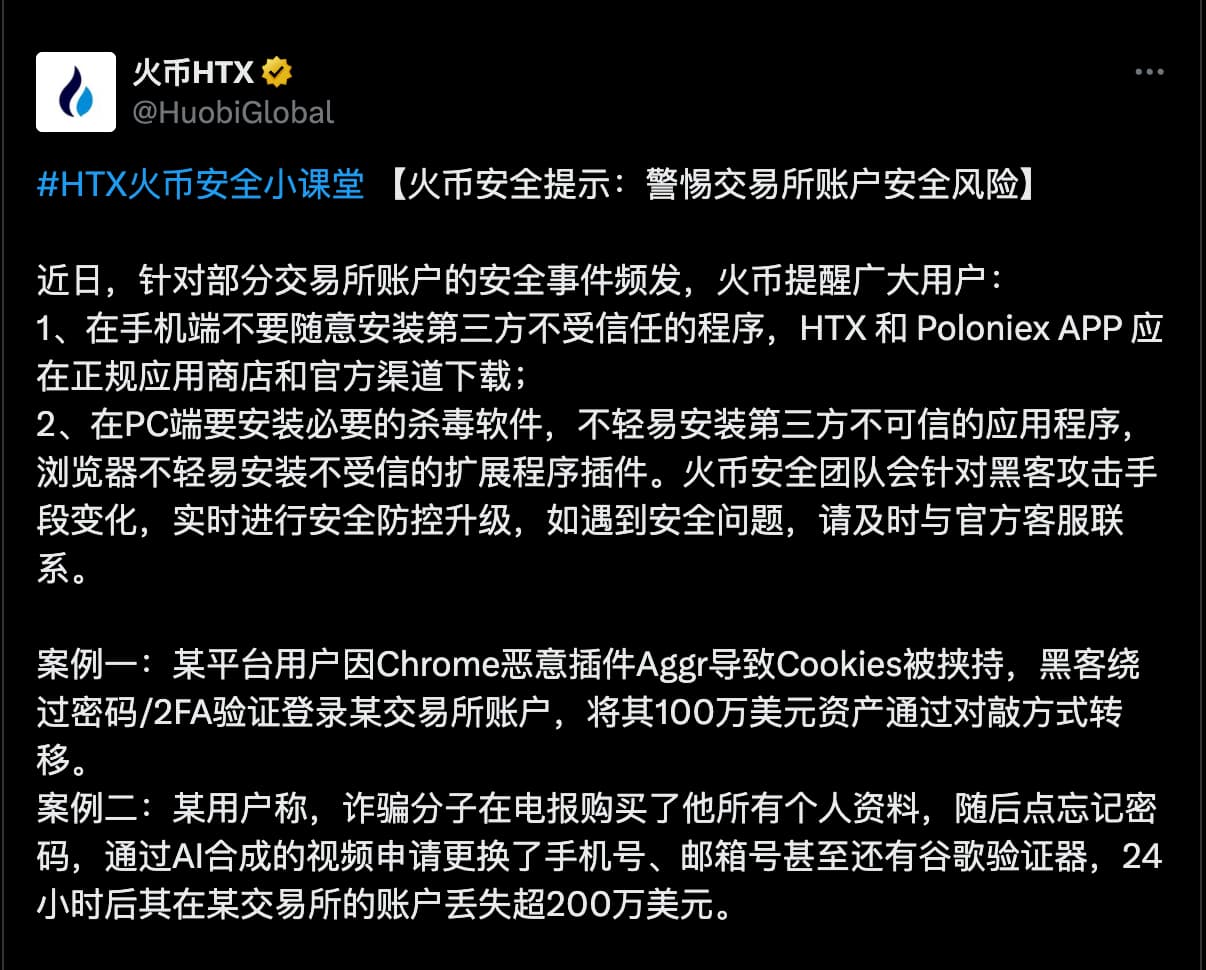 火币HTX
@HuobiGlobal
#HTX火币安全小课堂 【火币安全提示：警惕交易所账户安全风险】
近日，针对部分交易所账户的安全事件频发，火币提醒广大用户：
1、在手机端不要随意安装第三方不受信任的程序，HTX 和 Poloniex APP 应
在正规应用商店和官方渠道下载；
2、在PC端要安装必要的杀毒软件，不轻易安装第三方不可信的应用程序，
浏览器不轻易安装不受信的扩展程序插件。火币安全团队会针对黑客攻击手
段变化，实时进行安全防控升级，如遇到安全问题，请及时与官方客服联
系。
案例一：某平台用户因Chrome恶意插件Aggr导致Cookies被挟持，黑客绕
过密码/2FA验证登录某交易所账户，将其100万美元资产通过对敲方式转
移。
案例二：某用户称，诈骗分子在电报购买了他所有个人资料，随后点忘记密
码，通过AI合成的视频申请更换了手机号、邮箱号甚至还有谷歌验证器，24
小时后其在某交易所的账户丢失超200万美元。